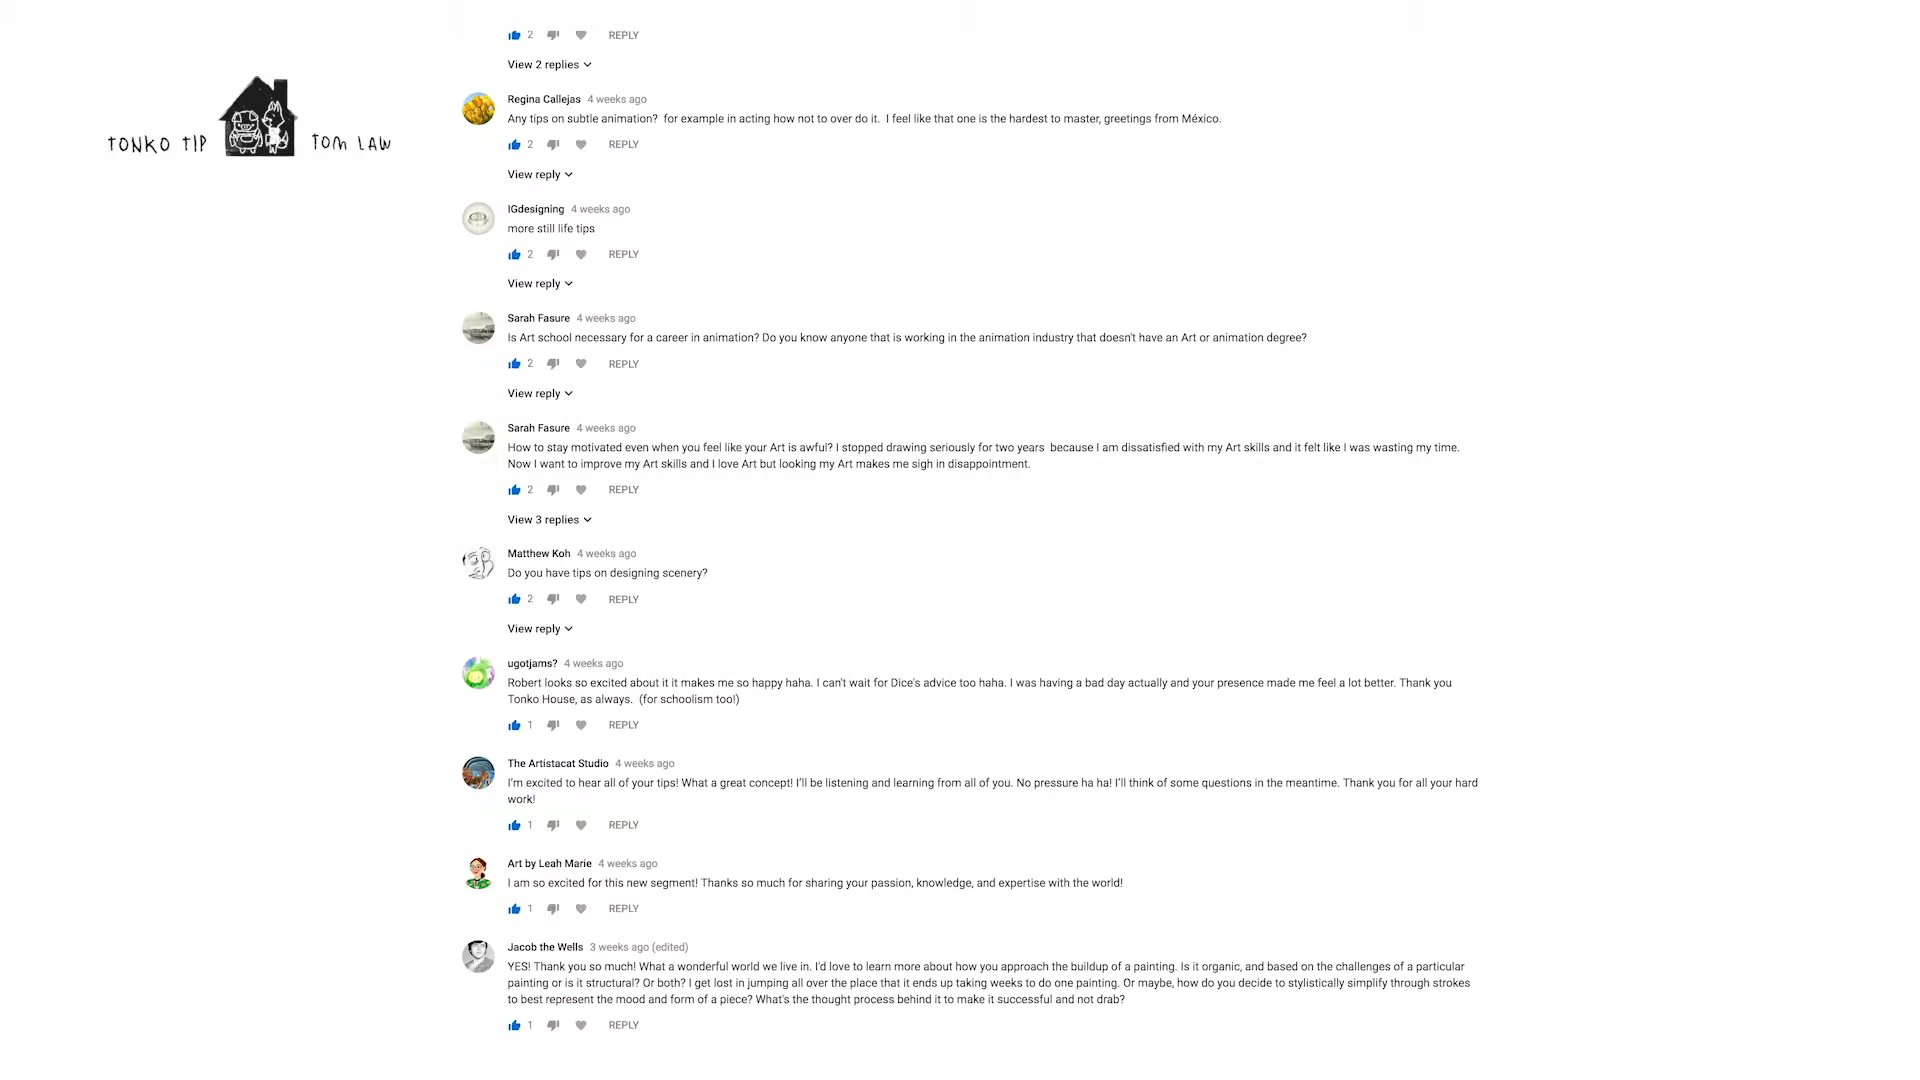 2 REPLY
View 2 replies
TONKO TIP TOM LAW
Regina Callejas 4 weeks ago
Any tips on subtle animation?  for example in acting how not to over do it.  I feel like that one is the hardest to master, greetings from México.
2 REPLY
View reply
IGdesigning 4 weeks ago
more still life tips
2 REPLY
View reply
Sarah Fasure 4 weeks ago
Is Art school necessary for a career in animation? Do you know anyone that is working in the animation industry that doesn't have an Art or animation degree?
2 REPLY
View reply
Sarah Fasure 4 weeks ago
How to stay motivated even when you feel like your Art is awful? I stopped drawing seriously for two years  because I am dissatisfied with my Art skills and it felt like I was wasting my time.
Now I want to improve my Art skills and I love Art but looking my Art makes me sigh in disappointment.
2 REPLY
View 3 replies
Matthew Koh 4 weeks ago
Do you have tips on designing scenery?
2 REPLY
View reply
ugotjams? 4 weeks ago
Robert looks so excited about it it makes me so happy haha. I can't wait for Dice's advice too haha. I was having a bad day actually and your presence made me feel a lot better. Thank you
Tonko House, as always.  (for schoolism too!)
1 REPLY
The Artistacat Studio 4 weeks ago
I'm excited to hear all of your tips! What a great concept! I'll be listening and learning from all of you. No pressure ha ha! I'll think of some questions in the meantime. Thank you for all your hard
work!
1 REPLY
Art by Leah Marie 4 weeks ago
I am so excited for this new segment! Thanks so much for sharing your passion, knowledge, and expertise with the world!
1 REPLY
Jacob the Wells 3 weeks ago (edited)
YES! Thank you so much! What a wonderful world we live in. I'd love to learn more about how you approach the buildup of a painting. Is it organic, and based on the challenges of a particular
painting or is it structural? Or both? I get lost in jumping all over the place that it ends up taking weeks to do one painting. Or maybe, how do you decide to stylistically simplify through strokes
to best represent the mood and form of a piece? What's the thought process behind it to make it successful and not drab?
1 REPLY